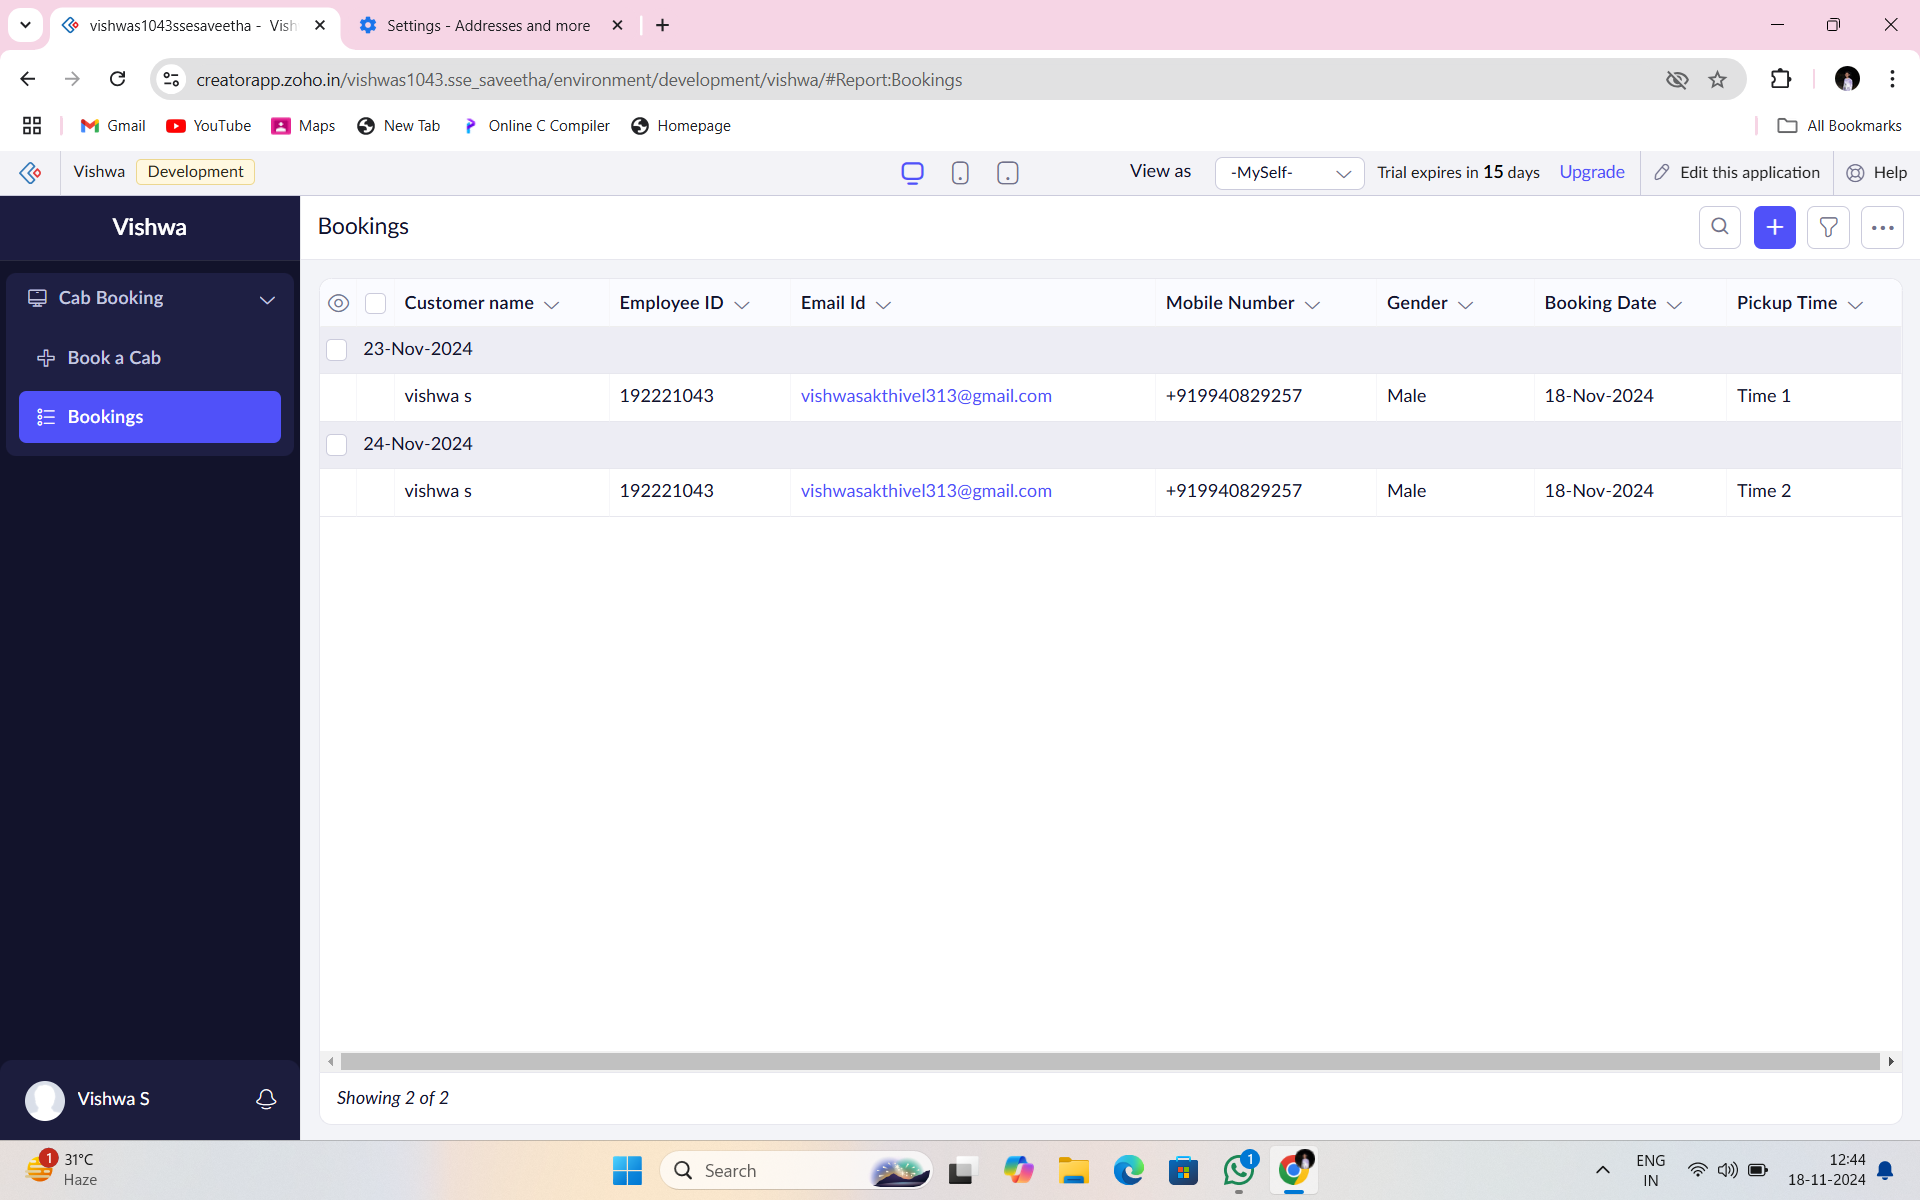 vishwas1043ssesaveetha - Vish
Settings - Addresses and more
creatorapp.zoho.in/vishwas1043.sse_saveetha/environment/development/vishwa/#Report:Bookings
Gmail YouTube Maps New Tab Online C Compiler Homepage All Bookmarks
Vishwa Development View as -MySelf- Trial expires in 15 days Upgrade Edit this application Help
Vishwa
Cab Booking
Book a Cab
Bookings
Bookings
Customer name Employee ID Email Id Mobile Number Gender Booking Date Pickup Time
23-Nov-2024
vishwa s 192221043 vishwasakthivel313@gmail.com +919940829257 Male 18-Nov-2024 Time 1
24-Nov-2024
vishwa s 192221043 vishwasakthivel313@gmail.com +919940829257 Male 18-Nov-2024 Time 2
Showing 2 of 2
Vishwa S
1
31°C
Haze
Search
1
ENG
IN
12:44
18-11-2024